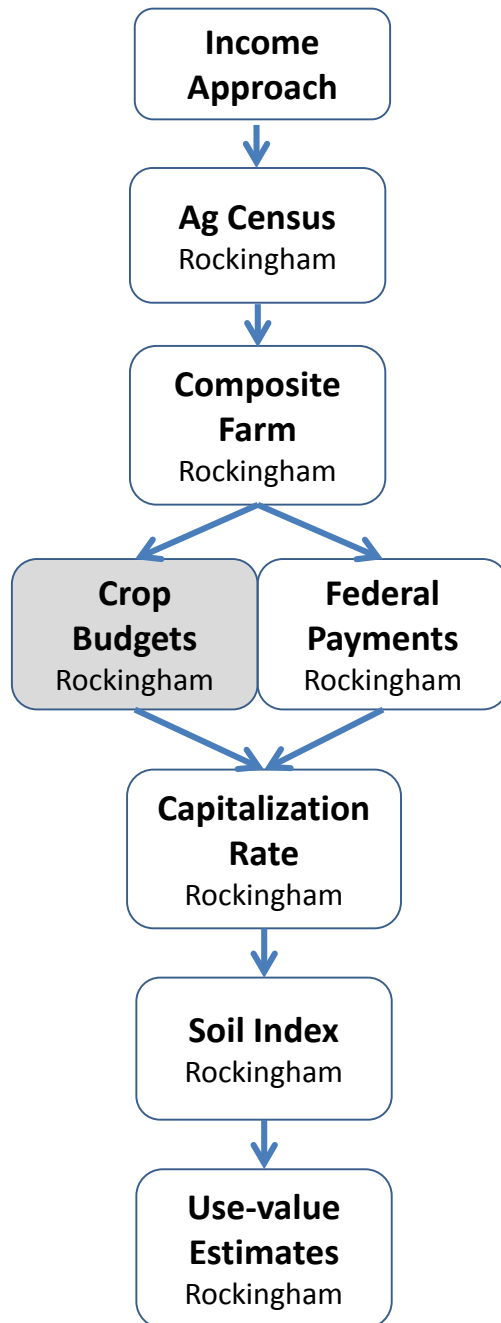 Income
Approach
Ag Census
Rockingham
Composite
Farm
Rockingham
Crop
Budgets
Rockingham
Federal
Payments
Rockingham
Capitalization
Rate
Rockingham
Soil Index
Rockingham
Use-value
Estimates
Rockingham